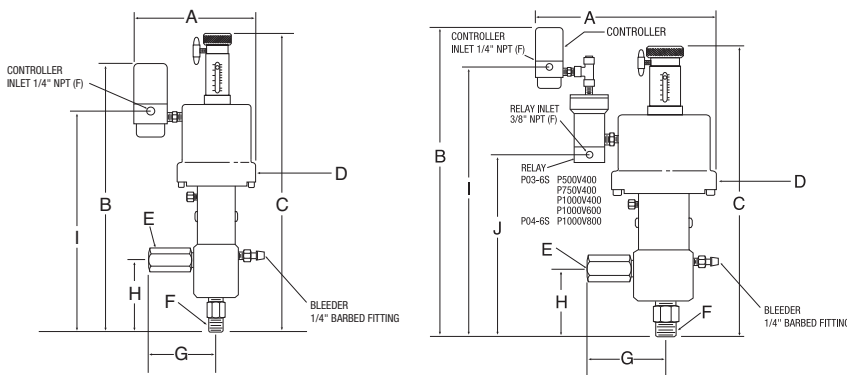 A
CONTROLLER
INLET 1/4" NPT (F)
B
I
C
D
E
H
F
G
BLEEDER
1/4" BARBED FITTING
A
CONTROLLER
INLET 1/4" NPT (F)
CONTROLLER
RELAY INLET
3/8" NPT (F)
RELAY
P03-6S P500V400
P750V400
P1000V400
P1000V600
P04-6S P1000V800
B
I
J
C
D
E
H
F
G
BLEEDER
1/4" BARBED FITTING